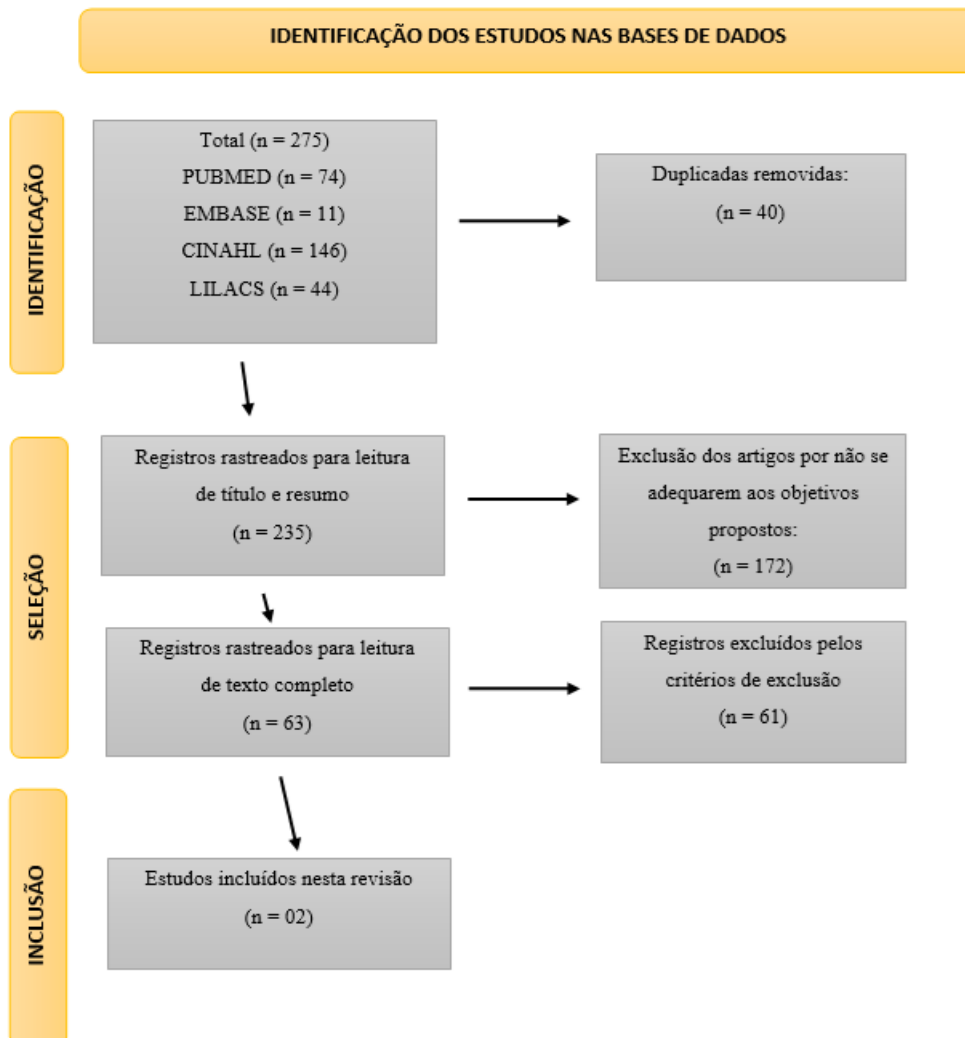 IDENTIFICAÇÃO DOS ESTUDOS NAS BASES DE DADOS
IDENTIFICAÇÃO
Total (n = 275)
PUBMED (n = 74)
EMBASE (n = 11)
CINAHL (n = 146)
LILACS (n = 44)
Duplicadas removidas:
(n = 40)
SELEÇÃO
Registros rastreados para leitura
de título e resumo
(n = 235)
Exclusão dos artigos por não se
adequarem aos objetivos
propostos:
(n = 172)
Registros rastreados para leitura
de texto completo
(n = 63)
Registros excluídos pelos
critérios de exclusão
(n = 61)
INCLUSÃO
Estudos incluídos nesta revisão
(n = 02)